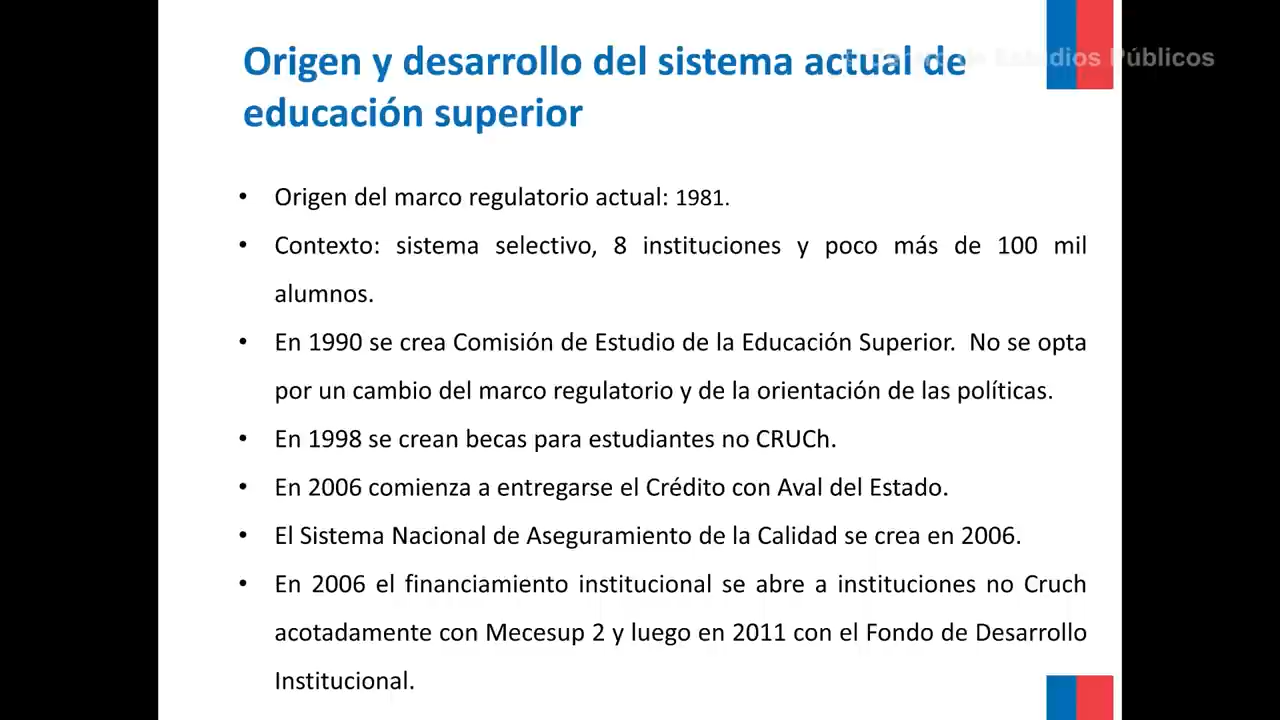 Origen y desarrollo del sistema actual de
educación superior
© Centro de Estudios Públicos
• Origen del marco regulatorio actual: 1981.
• Contexto: sistema selectivo, 8 instituciones y poco más de 100 mil
alumnos.
• En 1990 se crea Comisión de Estudio de la Educación Superior.  No se opta
por un cambio del marco regulatorio y de la orientación de las políticas.
• En 1998 se crean becas para estudiantes no CRUCh.
• En 2006 comienza a entregarse el Crédito con Aval del Estado.
• El Sistema Nacional de Aseguramiento de la Calidad se crea en 2006.
• En 2006 el financiamiento institucional se abre a instituciones no Cruch
acotadamente con Mecesup 2 y luego en 2011 con el Fondo de Desarrollo
Institucional.